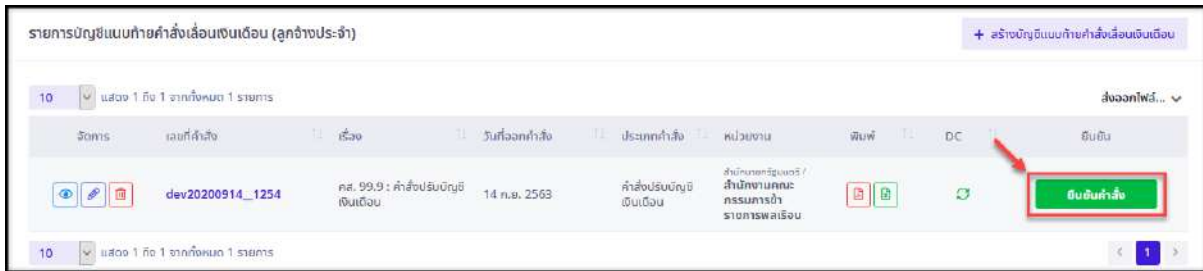 รายการบัญชีแนบท้ายคำสั่งเลื่อนเงินเดือน (ลูกจ้างประจำ)
+ สร้างบัญชีแนบท้ายคำสั่งเลื่อนเงินเดือน
10 แสดง 1 ถึง 1 จากทั้งหมด 1 รายการ
ส่งออกไฟล์...
จัดการ เลขที่คำสั่ง เรื่อง วันที่ออกคำสั่ง ประเภทคำสั่ง หน่วยงาน พิมพ์ DC ยืนยัน
dev20200914_1254
คส. 99.9 : คำสั่งปรับบัญชี
เงินเดือน
14 ก.ย. 2563
คำสั่งปรับบัญชี
เงินเดือน
สำนักนายกรัฐมนตรี /
สำนักงานคณะ
กรรมการข้า
ราชการพลเรือน
ยืนยันคำสั่ง
10 แสดง 1 ถึง 1 จากทั้งหมด 1 รายการ
1